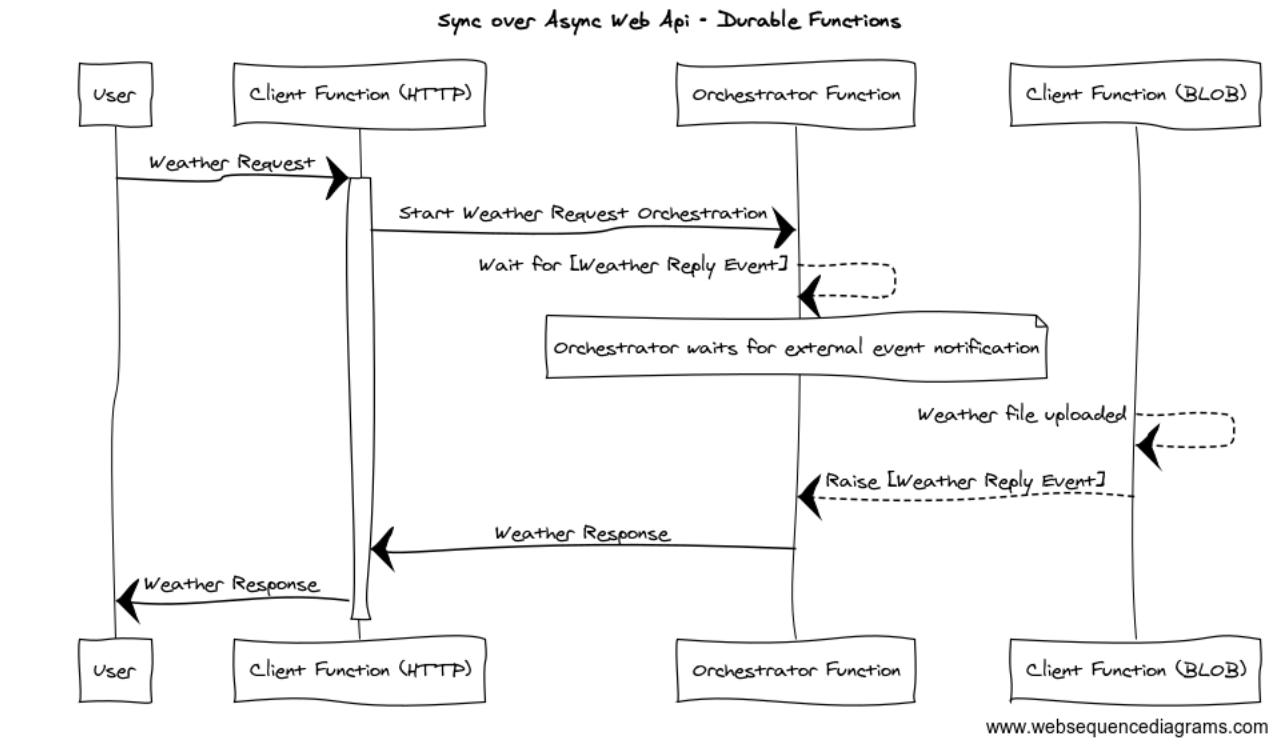 Sync over Async Web Api - Durable Functions
User
Client Function (HTTP)
Orchestrator Function
Client Function (BLOB)
Weather Request
Start Weather Request Orchestration
Wait for [Weather Reply Event]
Orchestrator waits for external event notification
Weather file uploaded
Raise [Weather Reply Event]
Weather Response
Weather Response
User
Client Function (HTTP)
Orchestrator Function
Client Function (BLOB)
www.websequencediagrams.com